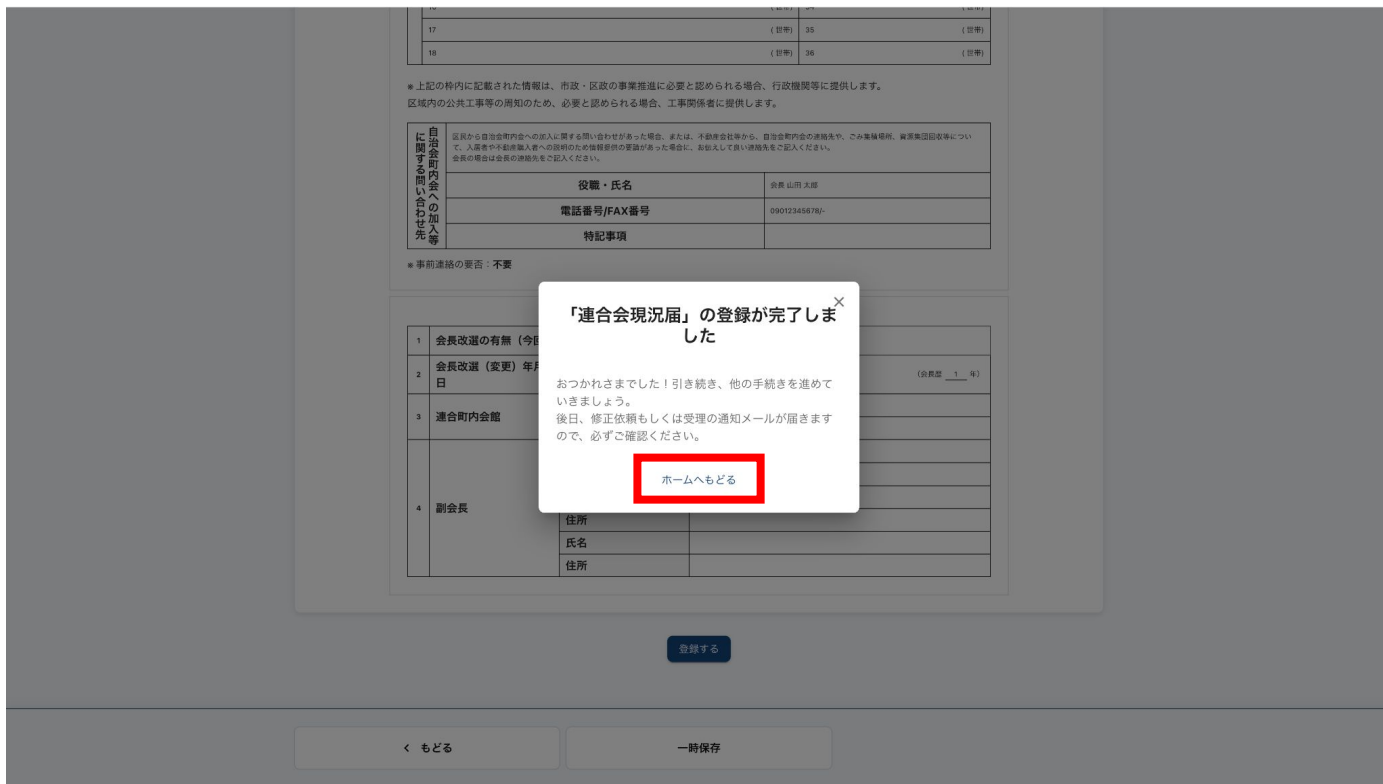 17 (世帯) 35 (世帯)
18 (世帯) 36 (世帯)
※上記の枠内に記載された情報は、市政・区政の事業推進に必要と認められる場合、行政機関等に提供します。
区域内の公共工事等の周知のため、必要と認められる場合、工事関係者に提供します。
自治会町内会への加入等
に関する問い合わせ先
区民から自治会町内会への加入に関する問い合わせがあった場合、または、不動産会社等から、自治会町内会の連絡先や、ごみ集積場所、資源集団回収等につい
て、入居者や不動産購入者への説明のため情報提供の要請があった場合に、お伝えして良い連絡先をご記入ください。
会長の場合は会長の連絡先をご記入ください。
役職・氏名 会長 山田 太郎
電話番号/FAX番号 09012345678/-
特記事項
※事前連絡の要否：不要
「連合会現況届」の登録が完了しま
した
×
おつかれさまでした！引き続き、他の手続きを進めて
いきましょう。
後日、修正依頼もしくは受理の通知メールが届きます
ので、必ずご確認ください。
ホームへもどる
1 会長改選の有無（今回
2 会長改選（変更）年月
日
（会長歴 1 年）
3 連合町内会館
4 副会長
住所
氏名
住所
登録する
< もどる
一時保存